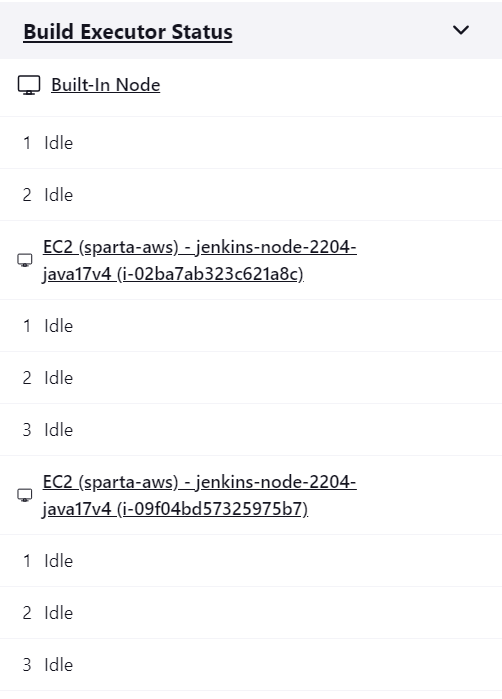 Build Executor Status
Built-In Node
1 Idle
2 Idle
EC2 (sparta-aws) - jenkins-node-2204-
java17v4 (i-02ba7ab323c621a8c)
1 Idle
2 Idle
3 Idle
EC2 (sparta-aws) - jenkins-node-2204-
java17v4 (i-09f04bd57325975b7)
1 Idle
2 Idle
3 Idle